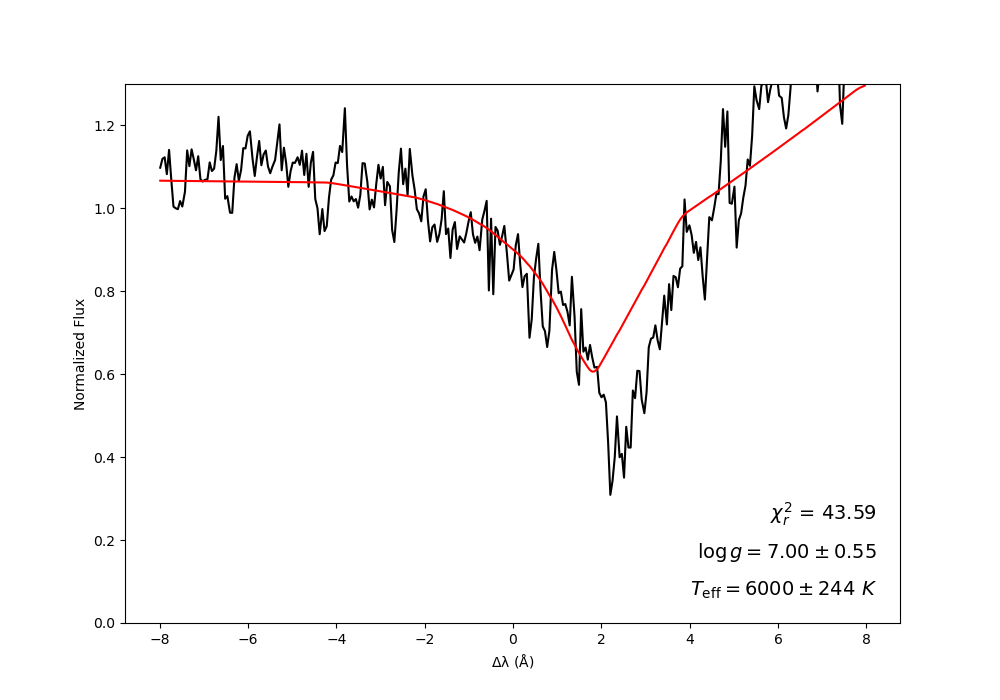 1.2
1.0
0.8
0.6
0.4
0.2
0.0
Normalized Flux
χ²ᵣ = 43.59
log g = 7.00 ± 0.55
T_eff = 6000 ± 244 K
−8 −6 −4 −2 0 2 4 6 8
Δλ (Å)